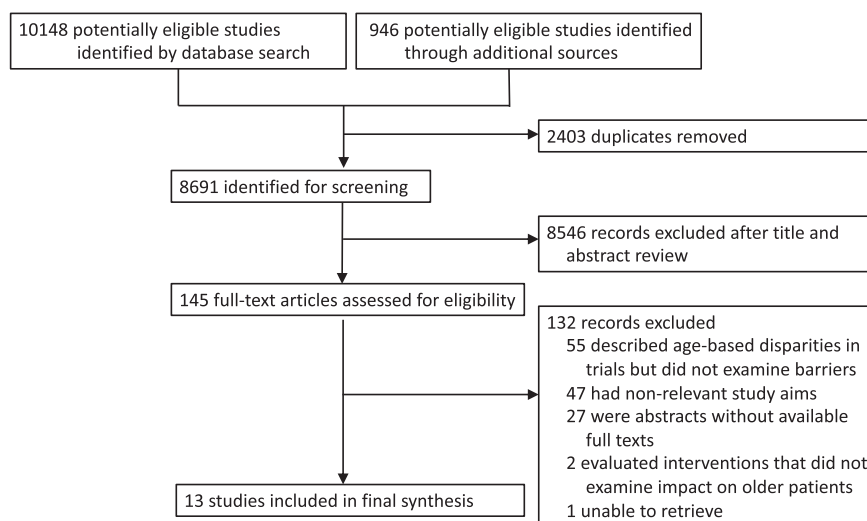 10148 potentially eligible studies
identified by database search
946 potentially eligible studies identified
through additional sources
2403 duplicates removed
8691 identified for screening
8546 records excluded after title and
abstract review
145 full-text articles assessed for eligibility
132 records excluded
55 described age-based disparities in
trials but did not examine barriers
47 had non-relevant study aims
27 were abstracts without available
full texts
2 evaluated interventions that did not
examine impact on older patients
1 unable to retrieve
13 studies included in final synthesis